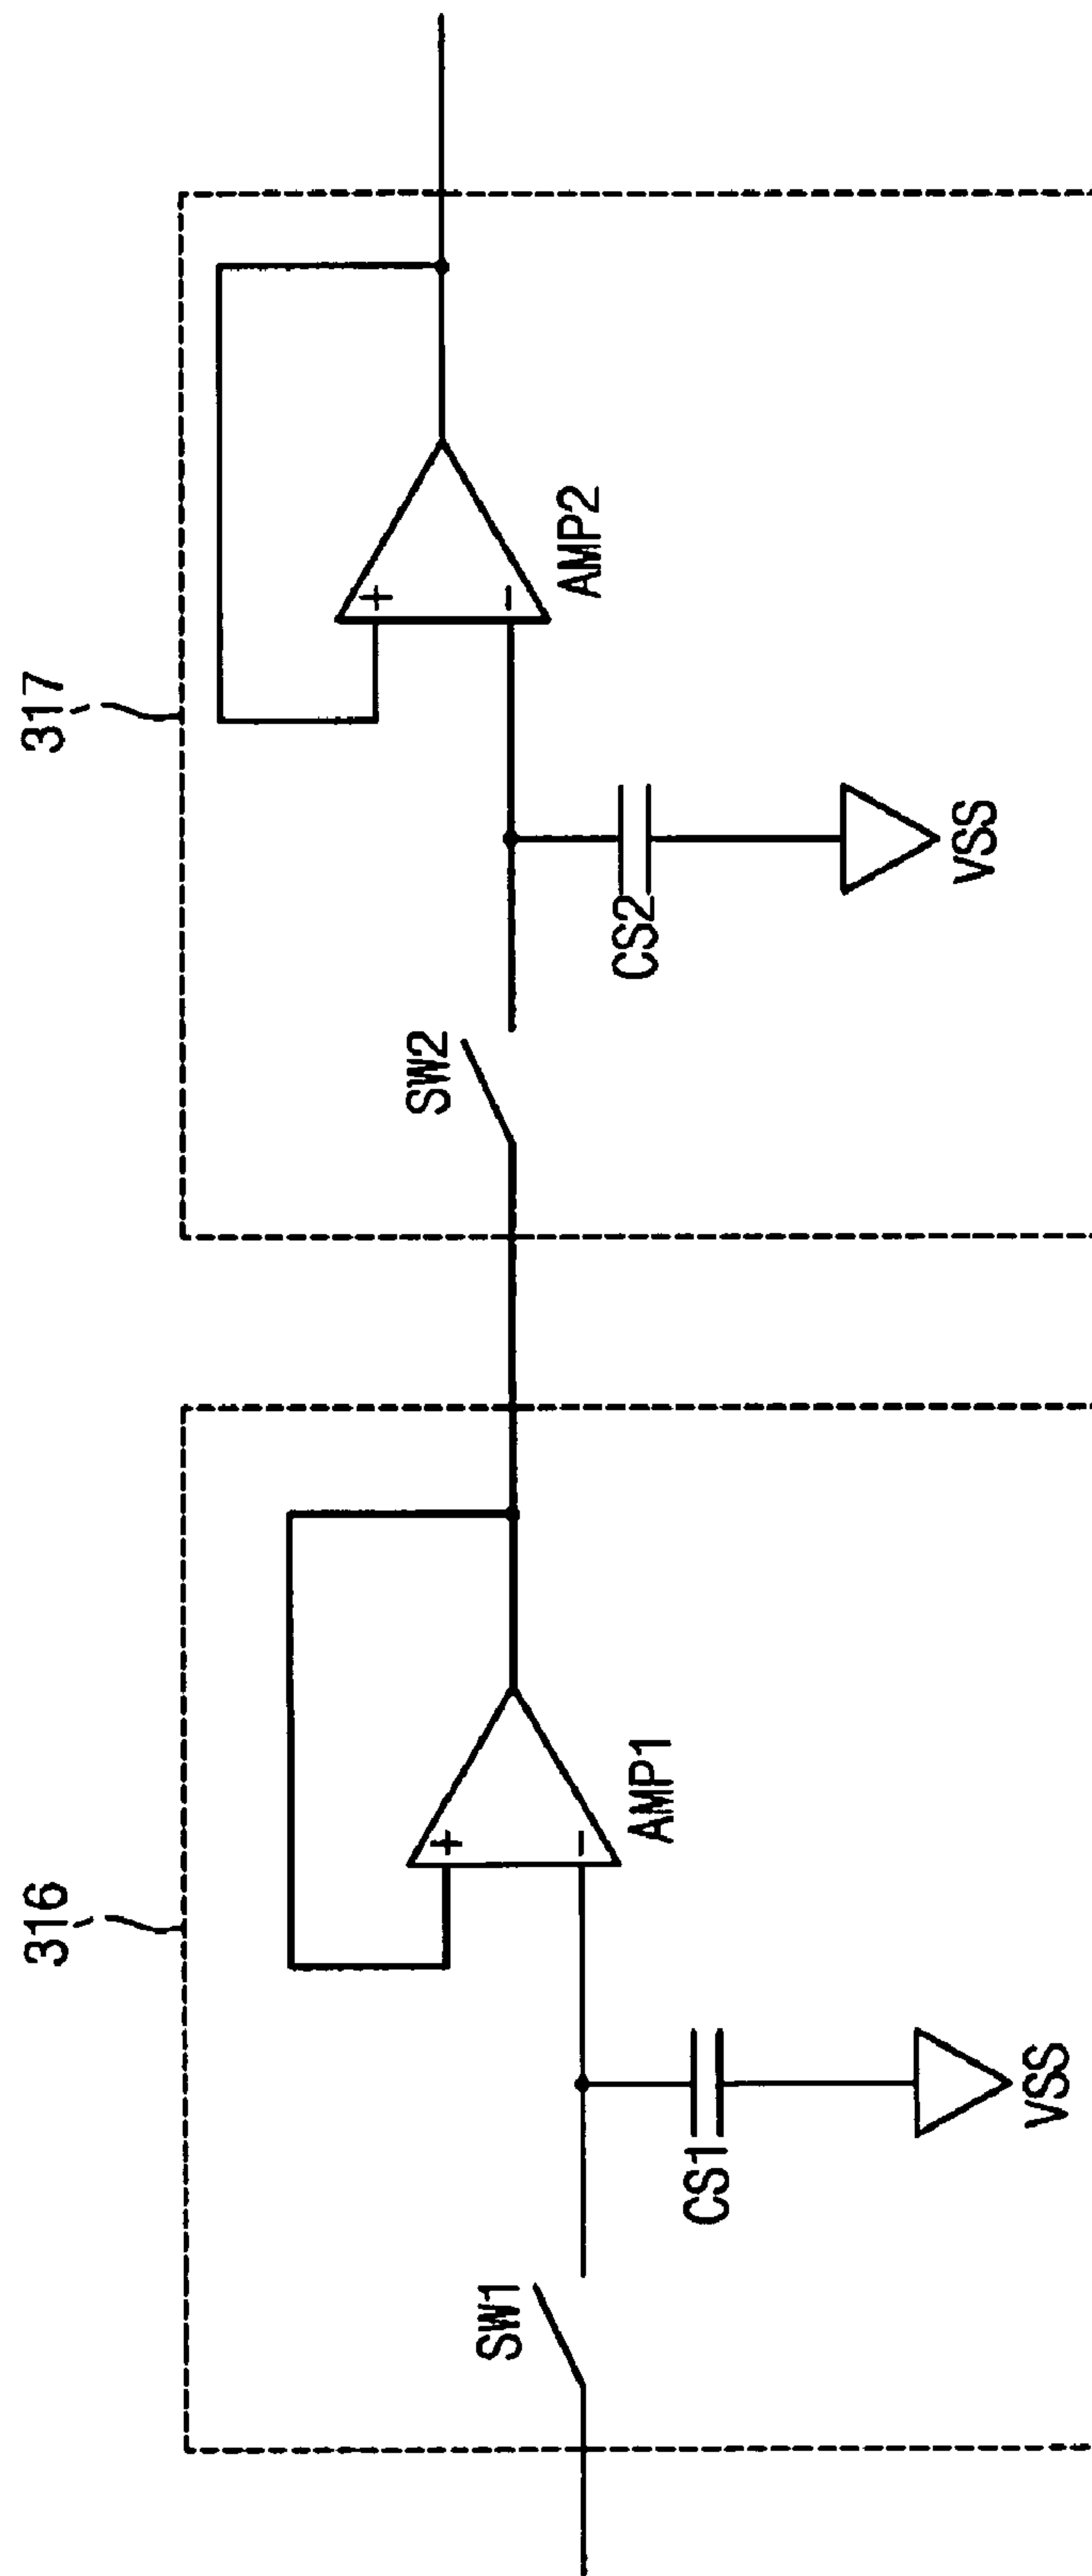 316
317
SW1
CS1
VSS
+
-
AMP1
SW2
CS2
VSS
+
-
AMP2